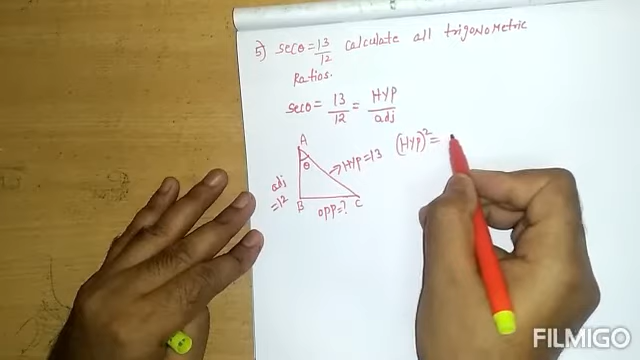 5) secθ = 13/12 calculate all trigonometric
Ratios.
secθ = 13/12 = HYP/adj
A
θ
HYP = 13
(HYP)² =
adj
= 12
B
C
opp = ?
FILMIGO